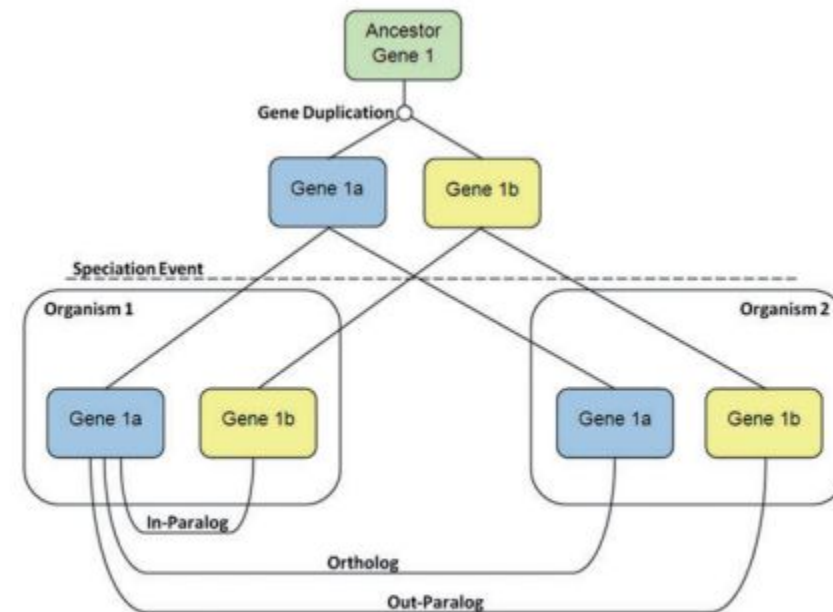 Ancestor
Gene 1
Gene Duplication
Gene 1a
Gene 1b
Speciation Event
Organism 1
Organism 2
Gene 1a
Gene 1b
Gene 1a
Gene 1b
In-Paralog
Ortholog
Out-Paralog